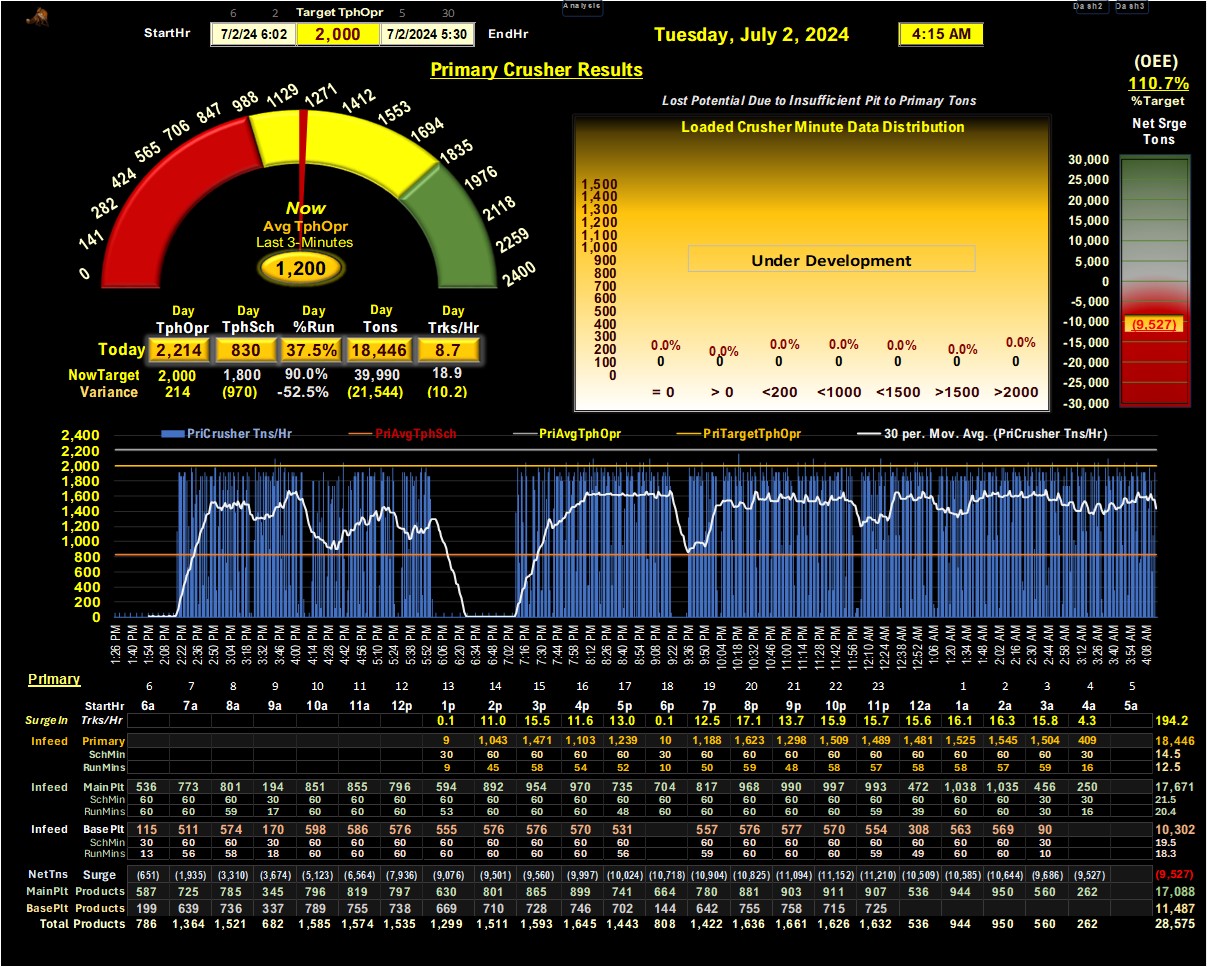 Analysis
Dash2 Dash3
6 2 Target TphOpr 5 30
StartHr 7/2/24 6:02 2,000 7/2/2024 5:30 EndHr Tuesday, July 2, 2024 4:15 AM
Primary Crusher Results
(OEE)
110.7%
%Target
Net Srge
Tons
0 141 282 424 565 706 847 988 1129 1271 1412 1553 1694 1835 1976 2118 2259 2400
Now
Avg TphOpr
Last 3-Minutes
1,200
Lost Potential Due to Insufficient Pit to Primary Tons
Loaded Crusher Minute Data Distribution
1,500
1,400
1,300
1,200
1,100
1,000
900
800
700
600
500
400
300
200
100
0
Under Development
0.0% 0.0% 0.0% 0.0% 0.0% 0.0% 0.0%
0 0 0 0 0 0 0
= 0 > 0 <200 <1000 <1500 >1500 >2000
30,000
25,000
20,000
15,000
10,000
5,000
0
-5,000
-10,000
(9,527)
-15,000
-20,000
-25,000
-30,000
Day Day Day Day Day
TphOpr TphSch %Run Tons Trks/Hr
Today 2,214 830 37.5% 18,446 8.7
NowTarget 2,000 1,800 90.0% 39,990 18.9
Variance 214 (970) -52.5% (21,544) (10.2)
PriCrusher Tns/Hr PriAvgTphSch PriAvgTphOpr PriTargetTphOpr 30 per. Mov. Avg. (PriCrusher Tns/Hr)
2,400
2,200
2,000
1,800
1,600
1,400
1,200
1,000
800
600
400
200
0
1:26 PM 1:40 PM 1:54 PM 2:08 PM 2:22 PM 2:36 PM 2:50 PM 3:04 PM 3:18 PM 3:32 PM 3:46 PM 4:00 PM 4:14 PM 4:28 PM 4:42 PM 4:56 PM 5:10 PM 5:24 PM 5:38 PM 5:52 PM 6:06 PM 6:20 PM 6:34 PM 6:48 PM 7:02 PM 7:16 PM 7:30 PM 7:44 PM 7:58 PM 8:12 PM 8:26 PM 8:40 PM 8:54 PM 9:08 PM 9:22 PM 9:36 PM 9:50 PM 10:04 PM 10:18 PM 10:32 PM 10:46 PM 11:00 PM 11:14 PM 11:28 PM 11:42 PM 11:56 PM 12:10 AM 12:24 AM 12:38 AM 12:52 AM 1:06 AM 1:20 AM 1:34 AM 1:48 AM 2:02 AM 2:16 AM 2:30 AM 2:44 AM 2:58 AM 3:12 AM 3:26 AM 3:40 AM 3:54 AM 4:08 AM
Primary
6 7 8 9 10 11 12 13 14 15 16 17 18 19 20 21 22 23 1 2 3 4 5
StartHr 6a 7a 8a 9a 10a 11a 12p 1p 2p 3p 4p 5p 6p 7p 8p 9p 10p 11p 12a 1a 2a 3a 4a 5a
SurgeIn Trks/Hr 0.1 11.0 15.5 11.6 13.0 0.1 12.5 17.1 13.7 15.9 15.7 15.6 16.1 16.3 15.8 4.3 194.2
Infeed Primary 9 1,043 1,471 1,103 1,239 10 1,188 1,623 1,298 1,509 1,489 1,481 1,525 1,545 1,504 409 18,446
SchMin 30 60 60 60 60 30 60 60 60 60 60 60 60 60 60 30 14.5
RunMins 9 45 58 54 52 10 50 59 48 58 57 58 58 57 59 16 12.5
Infeed MainPlt 536 773 801 194 851 855 796 594 892 954 970 735 704 817 968 990 997 993 472 1,038 1,035 456 250 17,671
SchMin 60 60 60 30 60 60 60 60 60 60 60 60 60 60 60 60 60 60 60 60 60 30 30 21.5
RunMins 60 60 59 17 60 60 60 53 60 60 60 48 60 60 60 60 60 59 39 60 60 30 16 20.4
Infeed BasePlt 115 511 574 170 598 586 576 555 576 576 570 531 557 576 577 570 554 308 563 569 90 10,302
SchMin 30 60 60 30 60 60 60 60 60 60 60 60 60 60 60 60 60 60 60 60 30 19.5
RunMins 13 56 58 18 60 60 60 60 60 60 60 56 59 60 60 60 59 49 60 60 10 18.3
NetTns Surge (651) (1,935) (3,310) (3,674) (5,123) (6,564) (7,936) (9,076) (9,501) (9,560) (9,997) (10,024) (10,718) (10,904) (10,825) (11,094) (11,152) (11,210) (10,509) (10,585) (10,644) (9,686) (9,527) (9,527)
MainPlt Products 587 725 785 345 796 819 797 630 801 865 899 741 664 780 881 903 911 907 536 944 950 560 262 17,088
BasePlt Products 199 639 736 337 789 755 738 669 710 728 746 702 144 642 755 758 715 725 11,487
Total Products 786 1,364 1,521 682 1,585 1,574 1,535 1,299 1,511 1,593 1,645 1,443 808 1,422 1,636 1,661 1,626 1,632 536 944 950 560 262 28,575